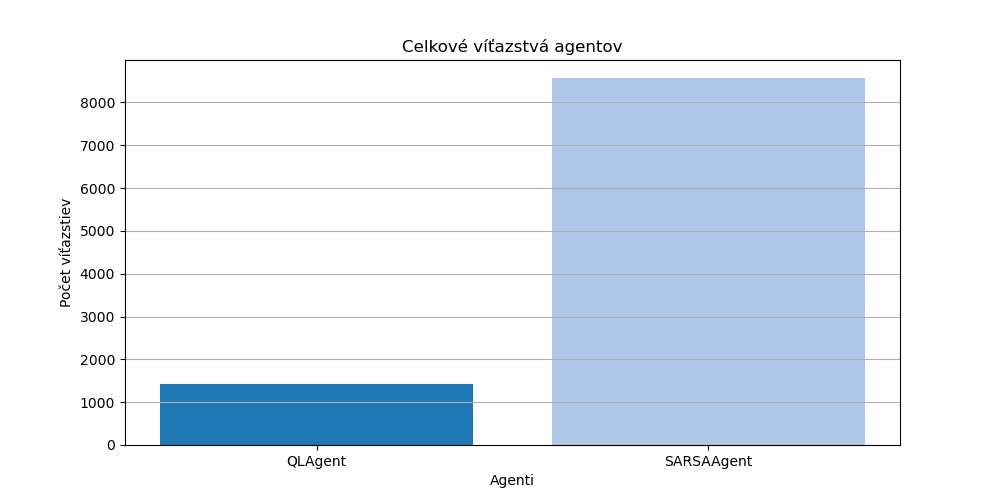 Celkové víťazstvá agentov
Počet víťazstiev
8000
7000
6000
5000
4000
3000
2000
1000
0
QLAgent
SARSAAgent
Agenti